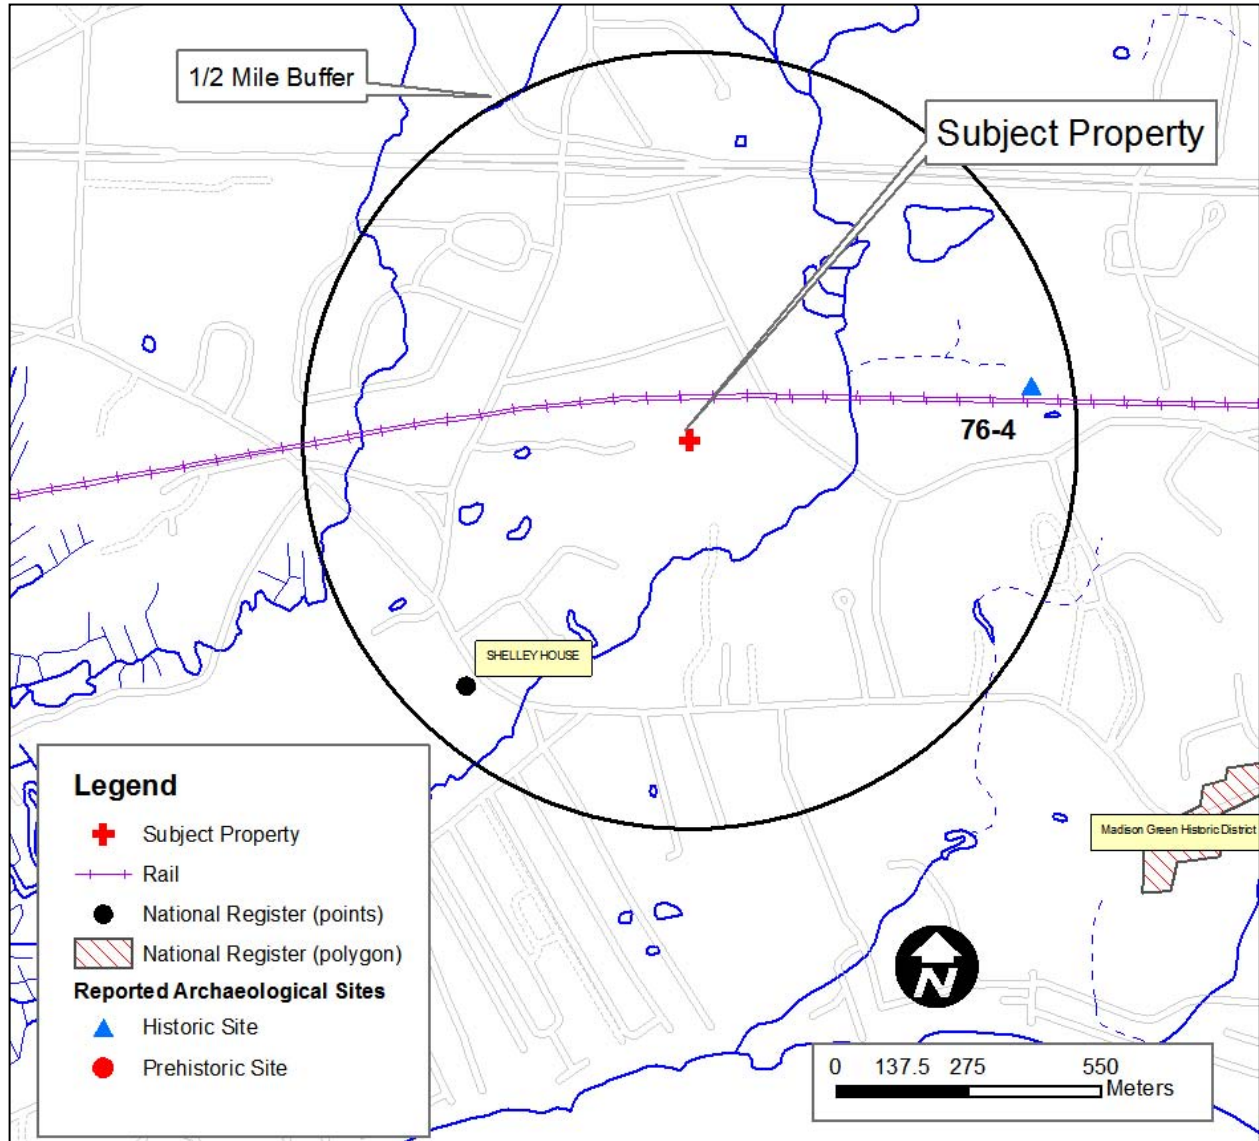 1/2 Mile Buffer
Subject Property
76-4
SHELLEY HOUSE
Madison Green Historic District
Legend
Subject Property
Rail
National Register (points)
National Register (polygon)
Reported Archaeological Sites
Historic Site
Prehistoric Site
N
0 137.5 275 550
Meters